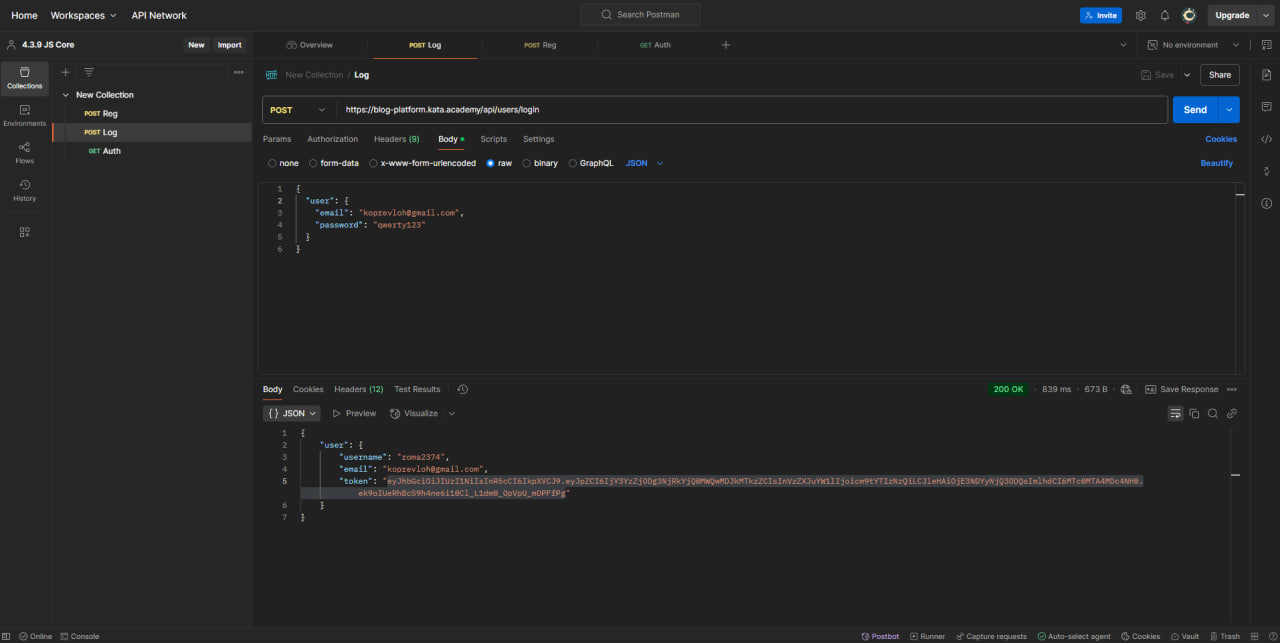 Home Workspaces API Network Search Postman Invite Upgrade
4.3.9 JS Core New Import Overview POST Log POST Reg GET Auth No environment
Collections
Environments
Flows
History
New Collection
POST Reg
POST Log
GET Auth
HTTP New Collection / Log Save Share
POST https://blog-platform.kata.academy/api/users/login Send
Params Authorization Headers (9) Body Scripts Settings Cookies
none form-data x-www-form-urlencoded raw binary GraphQL JSON Beautify
1 {
2 "user": {
3 "email": "koprevloh@gmail.com",
4 "password": "qwerty123"
5 }
6 }
Body Cookies Headers (12) Test Results 200 OK 839 ms 673 B Save Response
{} JSON Preview Visualize
1 {
2 "user": {
3 "username": "roma2374",
4 "email": "koprevloh@gmail.com",
5 "token":
6 }
7 }
Online Console Postbot Runner Capture requests Auto-select agent Cookies Vault Trash